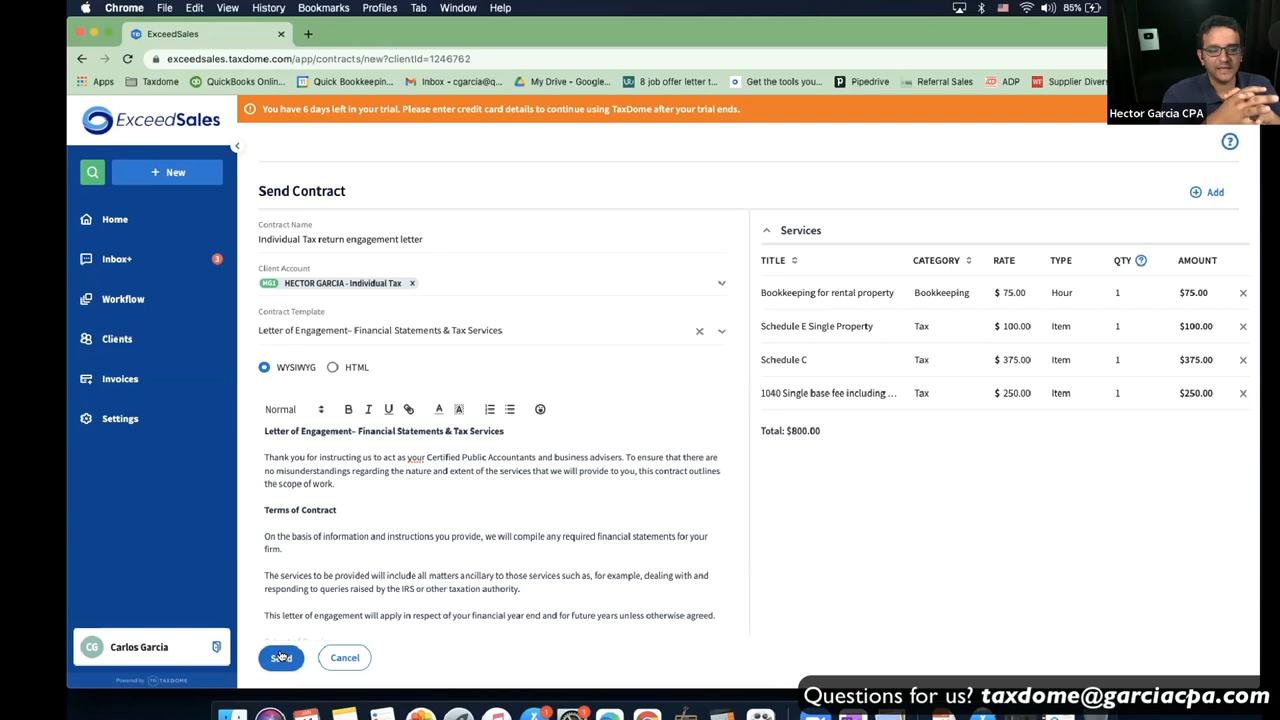 Chrome File Edit View History Bookmarks Profiles Tab Window Help 85%
ExceedSales
exceedsales.taxdome.com/app/contracts/new?clientId=1246762
Apps Taxdome QuickBooks Onlin... Quick Bookkeepin... Inbox - cgarcia@q... My Drive - Google... 8 job offer letter t... Get the tools you... Pipedrive Referral Sales ADP Supplier Diver
Hector Garcia CPA
ExceedSales
You have 6 days left in your trial. Please enter credit card details to continue using TaxDome after your trial ends.
+ New
Home
Inbox+ 3
Workflow
Clients
Invoices
Settings
CG Carlos Garcia
Powered by TAXDOME
Send Contract
Add
Contract Name
Individual Tax return engagement letter
Client Account
MG1 HECTOR GARCIA - Individual Tax x
Contract Template
Letter of Engagement– Financial Statements & Tax Services
WYSIWYG HTML
Normal B I U A A
Letter of Engagement– Financial Statements & Tax Services
Thank you for instructing us to act as your Certified Public Accountants and business advisers. To ensure that there are
no misunderstandings regarding the nature and extent of the services that we will provide to you, this contract outlines
the scope of work.
Terms of Contract
On the basis of information and instructions you provide, we will compile any required financial statements for your
firm.
The services to be provided will include all matters ancillary to those services such as, for example, dealing with and
responding to queries raised by the IRS or other taxation authority.
This letter of engagement will apply in respect of your financial year end and for future years unless otherwise agreed.
Send Cancel
Services
TITLE CATEGORY RATE TYPE QTY AMOUNT
Bookkeeping for rental property Bookkeeping $ 75.00 Hour 1 $75.00
Schedule E Single Property Tax $ 100.00 Item 1 $100.00
Schedule C Tax $ 375.00 Item 1 $375.00
1040 Single base fee including ... Tax $ 250.00 Item 1 $250.00
Total: $800.00
Questions for us? taxdome@garciacpa.com